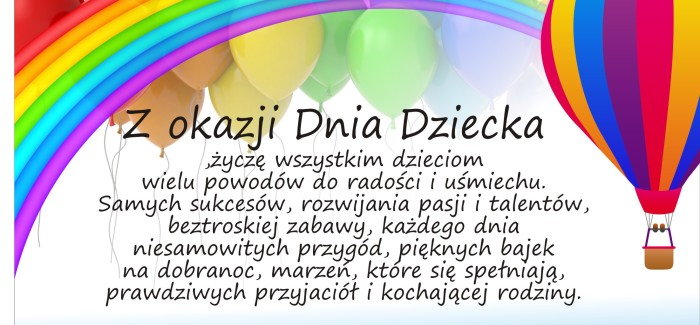 Z okazji Dnia Dziecka
,życzę wszystkim dzieciom
wielu powodów do radości i uśmiechu.
Samych sukcesów, rozwijania pasji i talentów,
beztroskiej zabawy, każdego dnia
niesamowitych przygód, pięknych bajek
na dobranoc, marzeń, które się spełniają,
prawdziwych przyjaciół i kochającej rodziny.